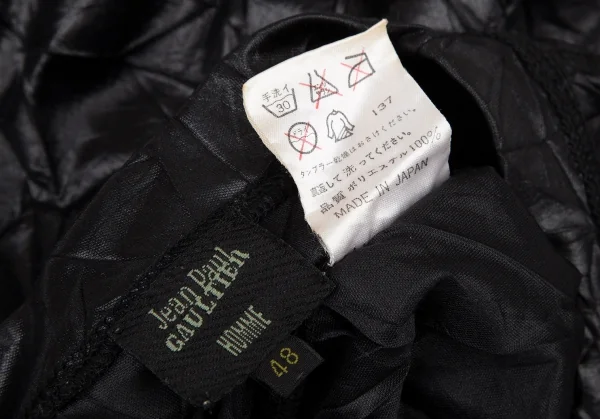 手洗イ
30
137
タンブラー乾燥はおさけください。
裏返して洗ってください。
品質 ポリエステル100%
MADE IN JAPAN
Jean Paul
GAULTIER
HOMME
48